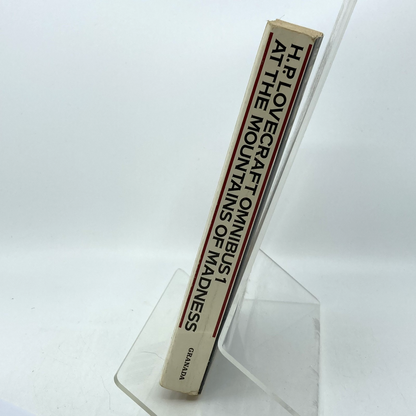 H.P. LOVECRAFT OMNIBUS 1
AT THE MOUNTAINS OF MADNESS
GRANADA